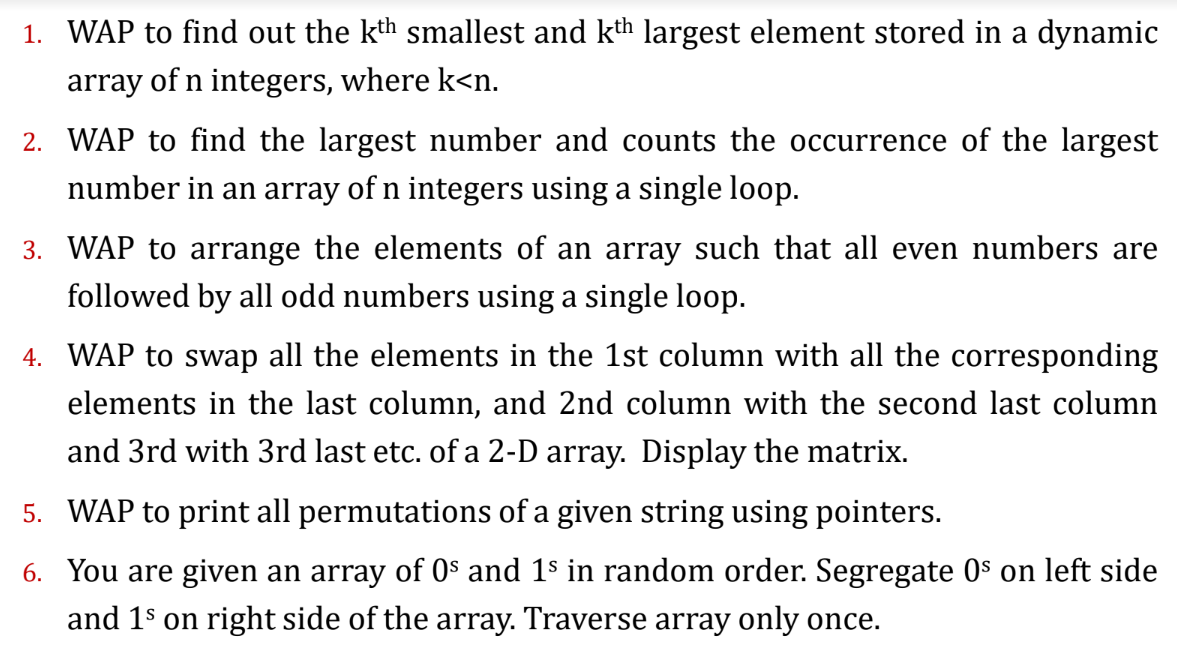 1. WAP to find out the kth smallest and kth largest element stored in a dynamic
array of n integers, where k<n.
2. WAP to find the largest number and counts the occurrence of the largest
number in an array of n integers using a single loop.
3. WAP to arrange the elements of an array such that all even numbers are
followed by all odd numbers using a single loop.
4. WAP to swap all the elements in the 1st column with all the corresponding
elements in the last column, and 2nd column with the second last column
and 3rd with 3rd last etc. of a 2-D array. Display the matrix.
5. WAP to print all permutations of a given string using pointers.
6. You are given an array of 0s and 1s in random order. Segregate 0s on left side
and 1s on right side of the array. Traverse array only once.